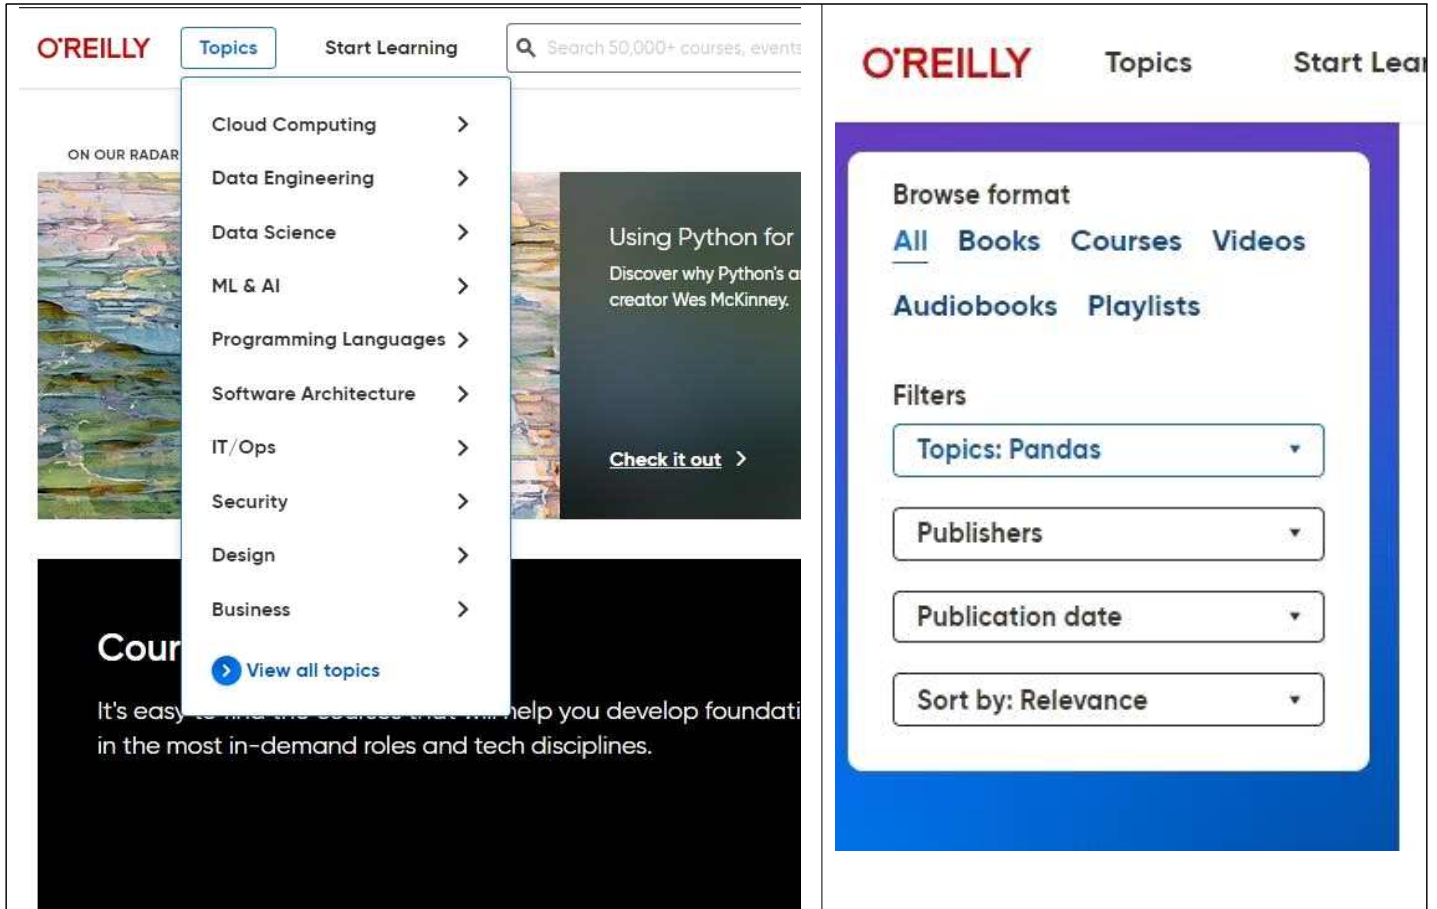 O'REILLY Topics Start Learning Search 50,000+ courses, events
Cloud Computing
ON OUR RADAR
Data Engineering
Data Science
Using Python for
Discover why Python's
creator Wes McKinney.
ML & AI
Programming Languages
Software Architecture
IT/Ops
Check it out
Security
Design
Business
Cour
View all topics
It's easy help you develop foundati
in the most in-demand roles and tech disciplines.
O'REILLY Topics Start Lear
Browse format
All Books Courses Videos
Audiobooks Playlists
Filters
Topics: Pandas
Publishers
Publication date
Sort by: Relevance